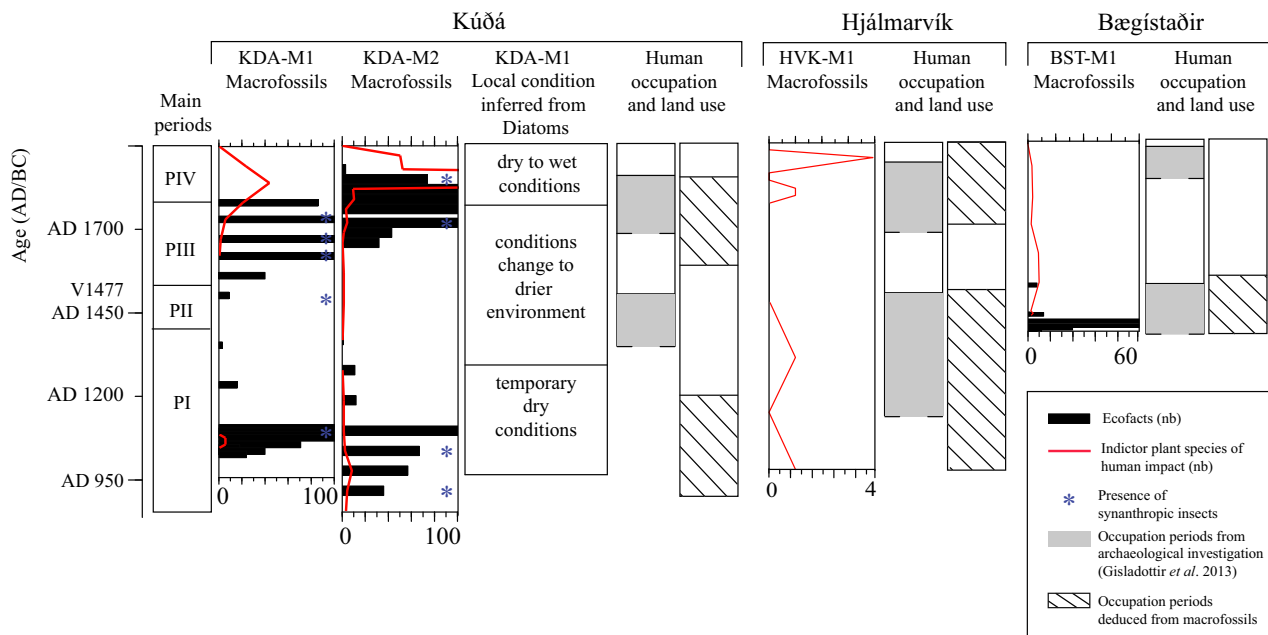 Kúðá
Hjálmarvík
Bægístaðir
KDA-M1
Macrofossils
KDA-M2
Macrofossils
KDA-M1
Local condition
inferred from
Diatoms
Human
occupation
and land use
HVK-M1
Macrofossils
Human
occupation
and land use
BST-M1
Macrofossils
Human
occupation
and land use
Main
periods
Age (AD/BC)
AD 1700
V1477
AD 1450
AD 1200
AD 950
PIV
PIII
PII
PI
*
*
*
*
*
0 100
*
*
*
*
0 100
dry to wet
conditions
conditions
change to
drier
environment
temporary
dry
conditions
0 4
0 60
Ecofacts (nb)
Indictor plant species of
human impact (nb)
* Presence of
synanthropic insects
Occupation periods from
archaeological investigation
(Gisladottir et al. 2013)
Occupation periods
deduced from macrofossils